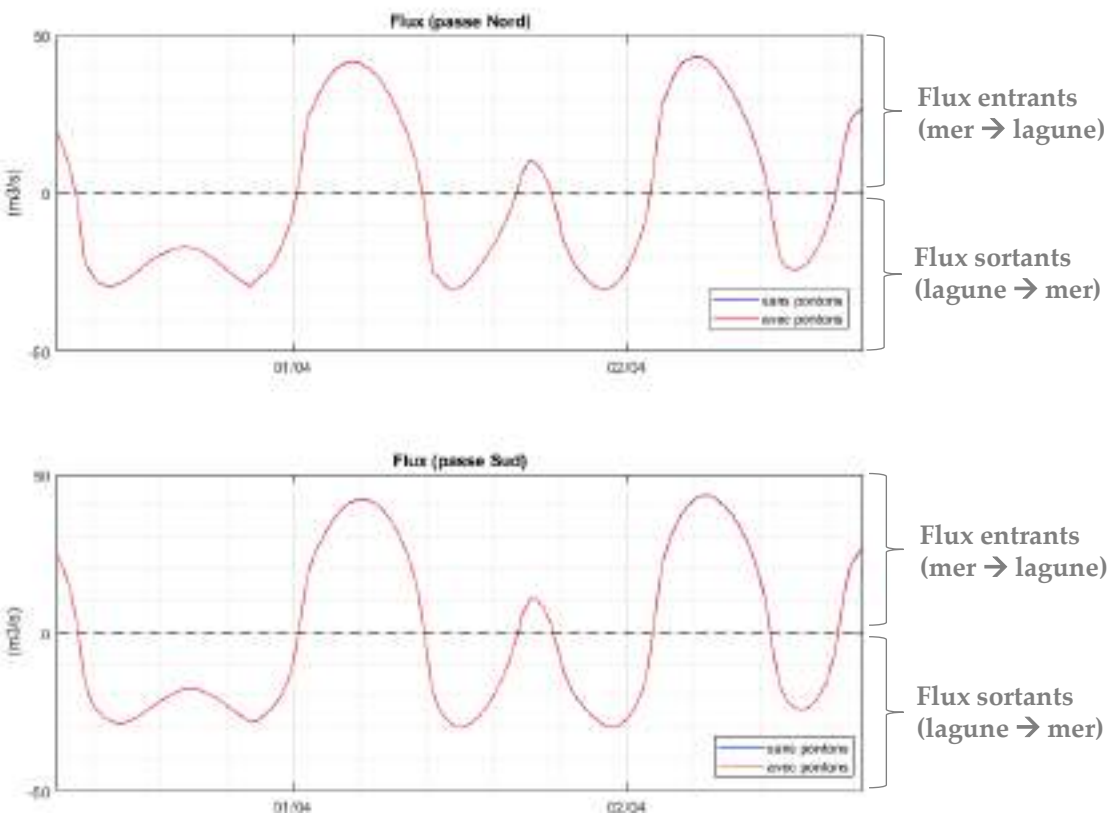 Flux (passe Nord)
50
Flux entrants
(mer → lagune)
(m3/s)
0
Flux sortants
(lagune → mer)
sans pontons
avec pontons
-50
01/04
02/04
Flux (passe Sud)
50
Flux entrants
(mer → lagune)
(m3/s)
0
Flux sortants
(lagune → mer)
sans pontons
avec pontons
-50
01/04
02/04